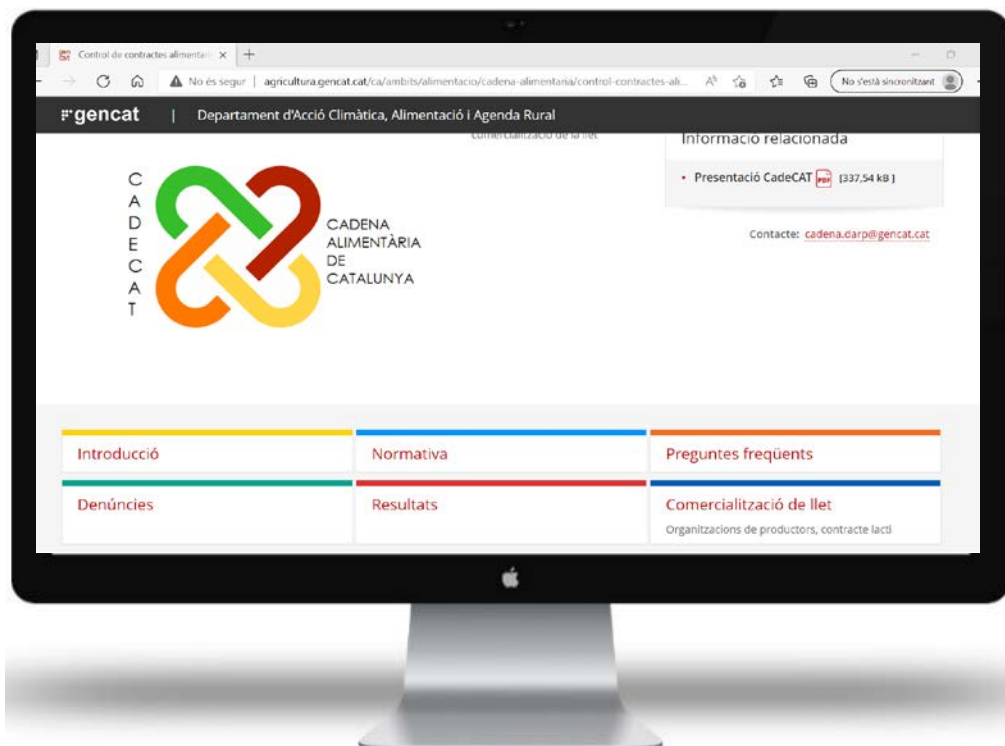 Control de contractes alimentari
No és segur | agricultura.gencat.cat/ca/ambits/alimentacio/cadena-alimentaria/control-contractes-ali...
No s'està sincronitzant
gencat | Departament d'Acció Climàtica, Alimentació i Agenda Rural
comercialització de la llet
Informació relacionada
• Presentació CadeCAT PDF [337,54 kB ]
Contacte: cadena.darp@gencat.cat
CADECAT
CADENA
ALIMENTÀRIA
DE
CATALUNYA
Introducció
Normativa
Preguntes freqüents
Denúncies
Resultats
Comercialització de llet
Organitzacions de productors, contracte lacti